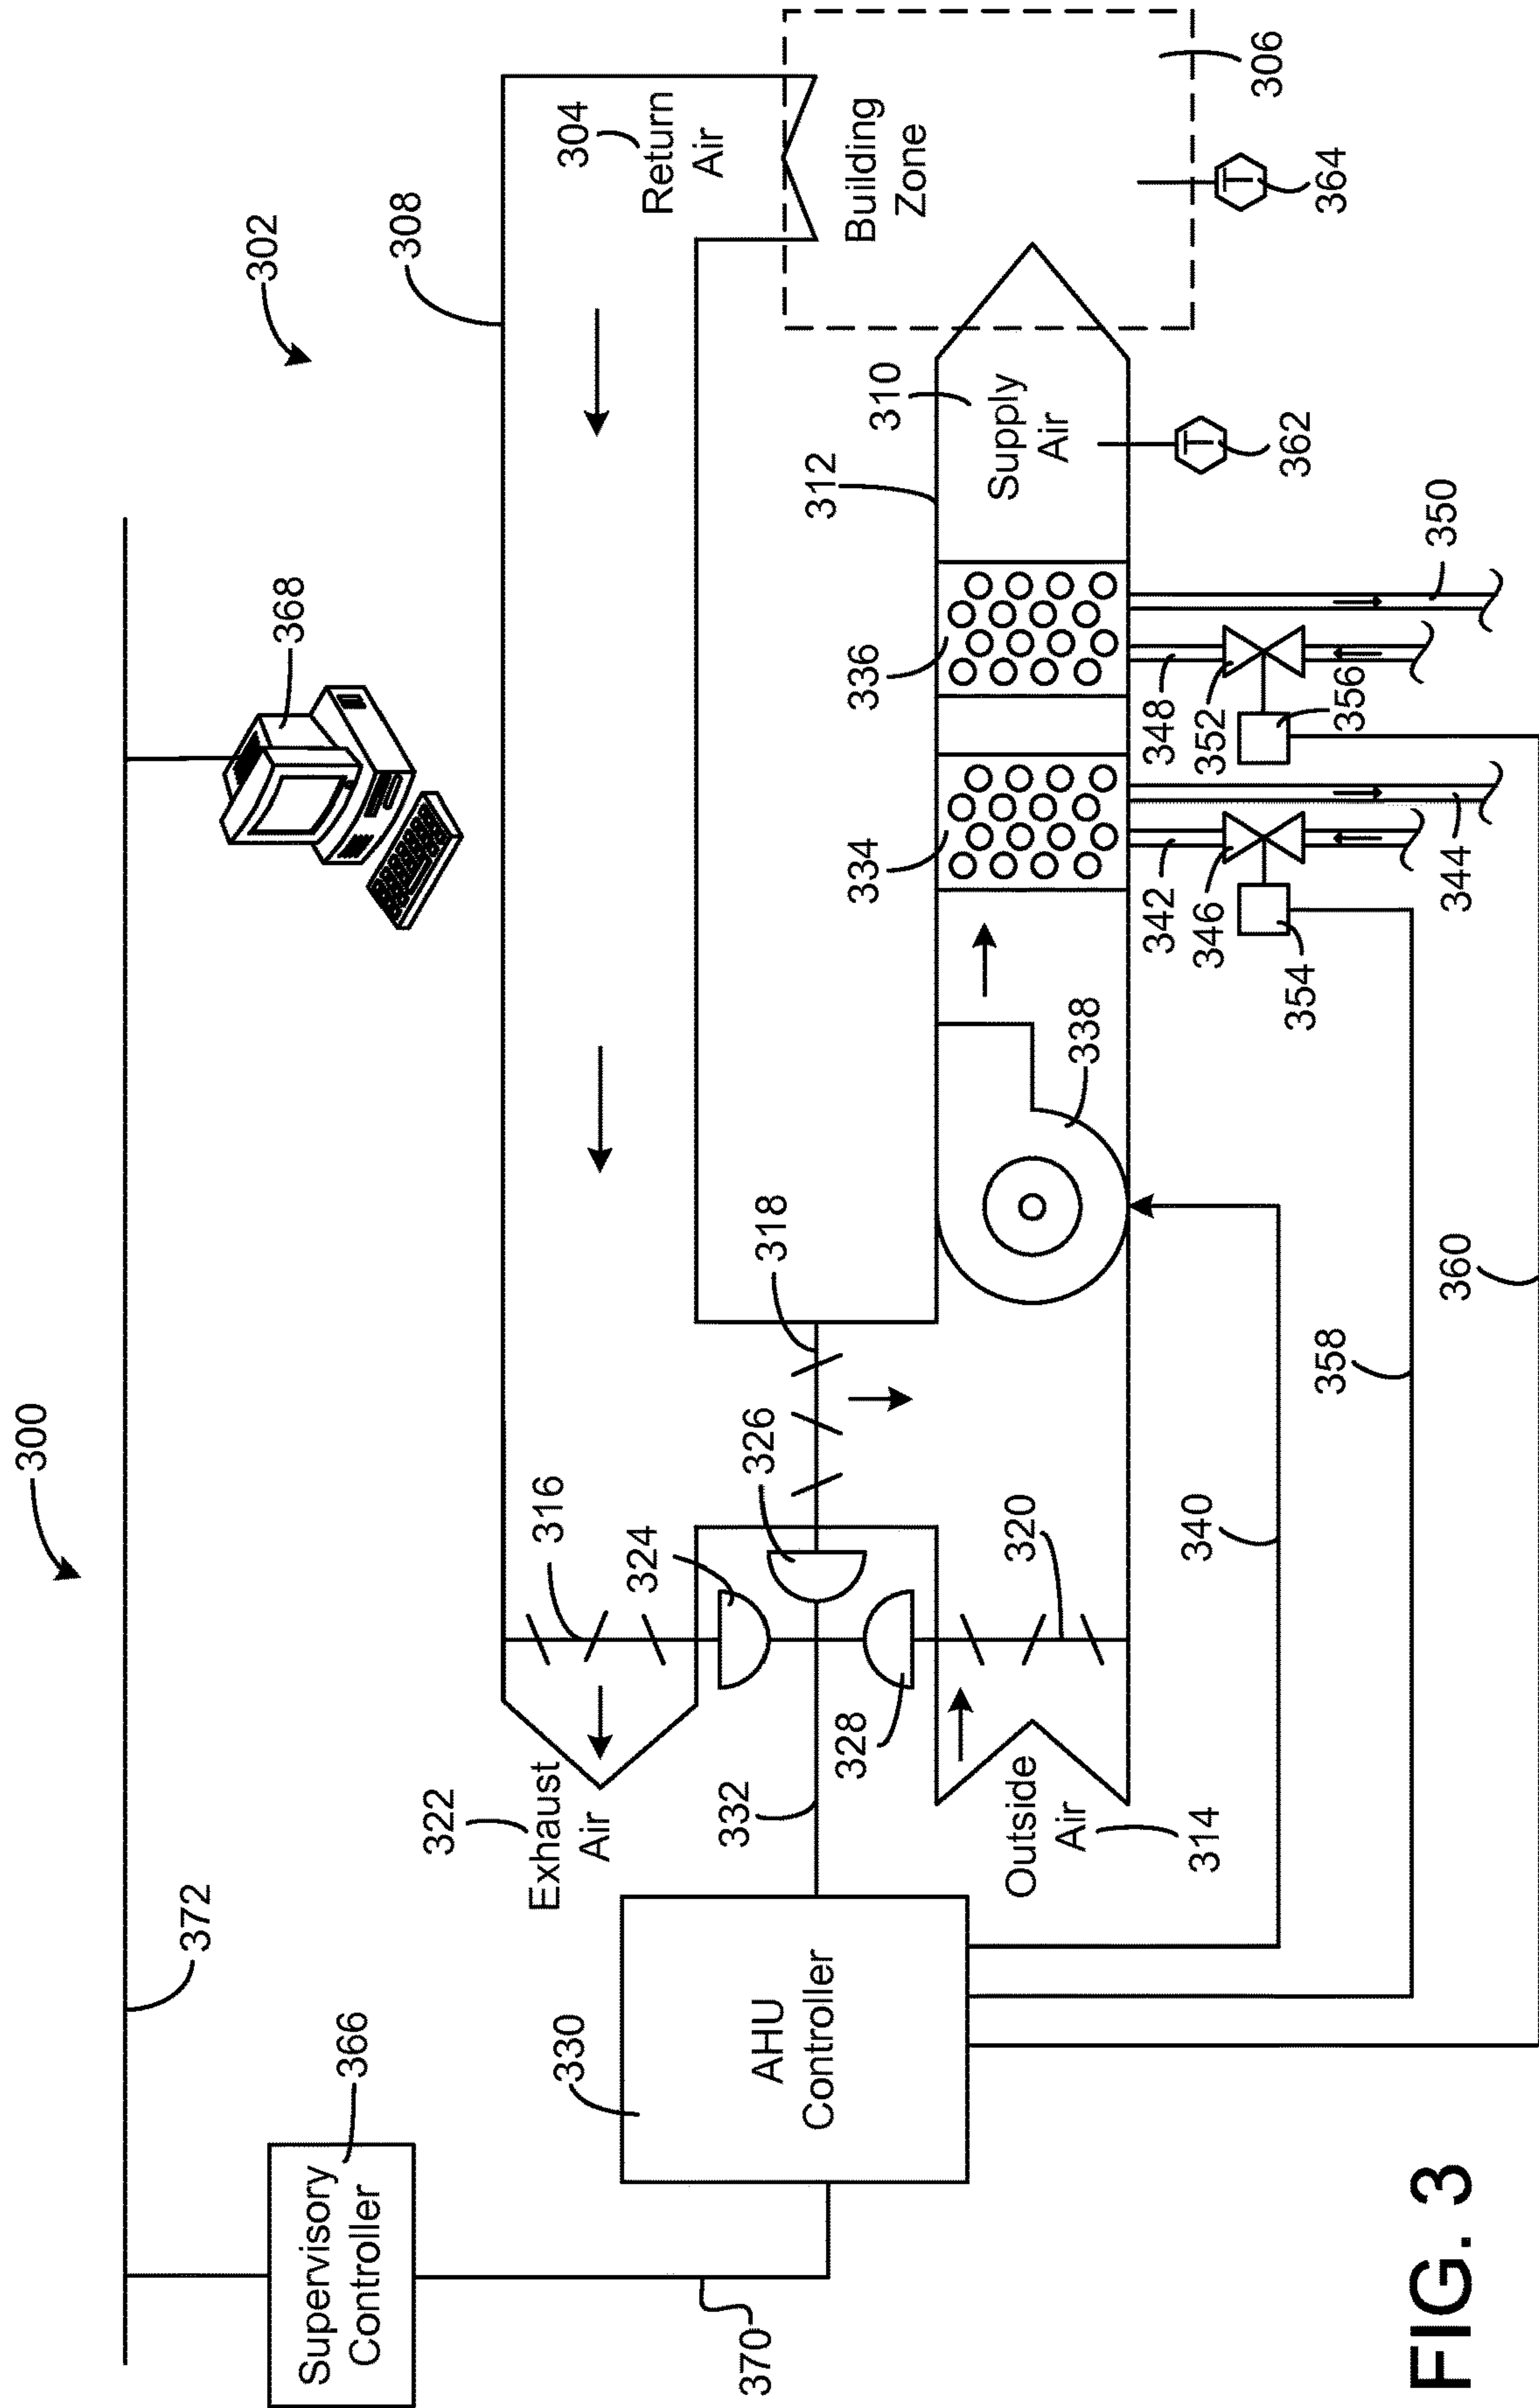 300
372
Supervisory
Controller
366
370
368
302
308
304
Return
Air
Building
Zone
306
364
316
322
Exhaust
Air
324
326
318
332
328
330
AHU
Controller
Outside
Air
314
320
338
334
336
312
310
Supply
Air
362
342
346
354
344
348
352
356
350
340
358
360
T
T
FIG. 3